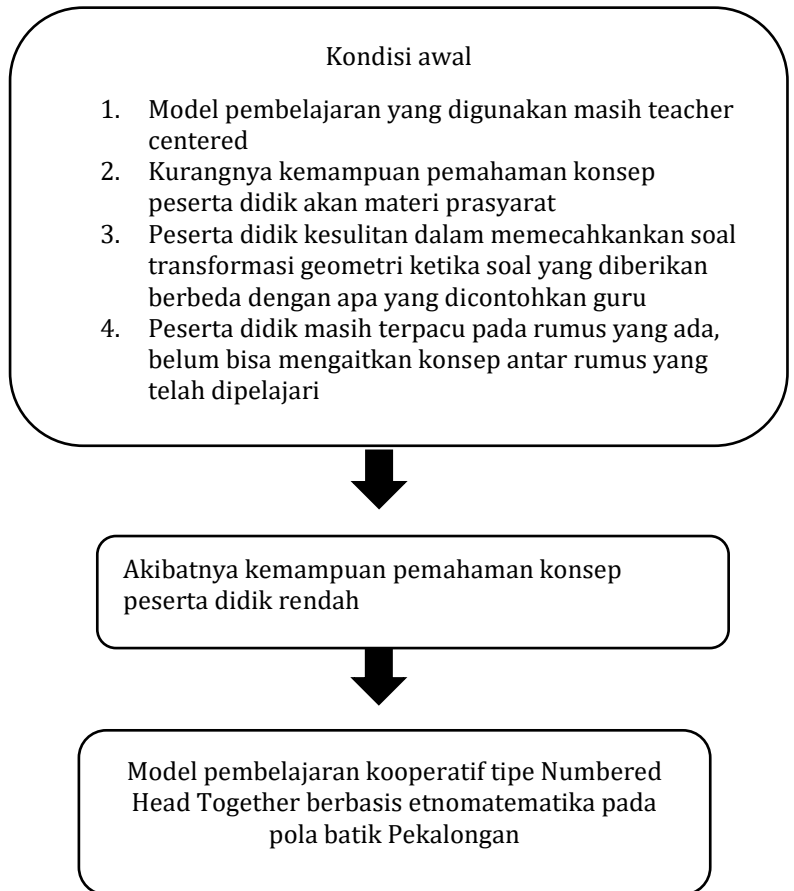 Kondisi awal
1. Model pembelajaran yang digunakan masih teacher
centered
2. Kurangnya kemampuan pemahaman konsep
peserta didik akan materi prasyarat
3. Peserta didik kesulitan dalam memecahkankan soal
transformasi geometri ketika soal yang diberikan
berbeda dengan apa yang dicontohkan guru
4. Peserta didik masih terpacu pada rumus yang ada,
belum bisa mengaitkan konsep antar rumus yang
telah dipelajari
Akibatnya kemampuan pemahaman konsep
peserta didik rendah
Model pembelajaran kooperatif tipe Numbered
Head Together berbasis etnomatematika pada
pola batik Pekalongan